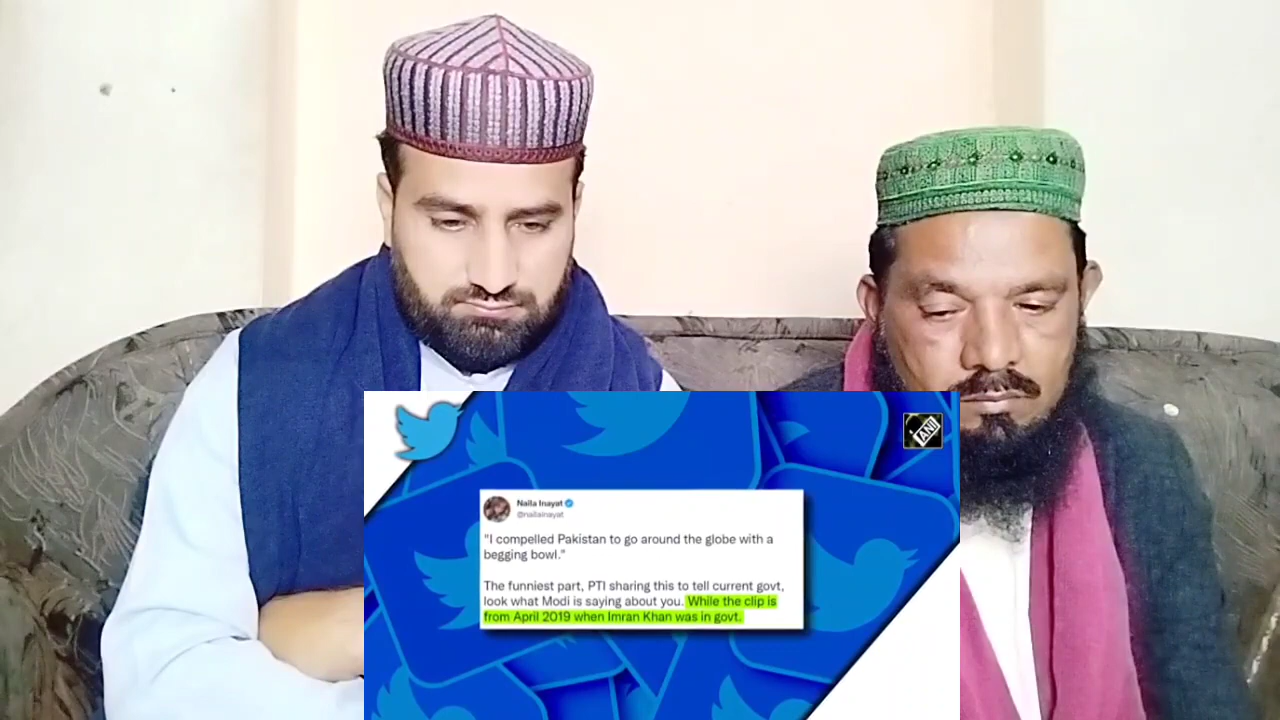 ANI
Naila Inayat
@nailainayat
"I compelled Pakistan to go around the globe with a
begging bowl."
The funniest part, PTI sharing this to tell current govt,
look what Modi is saying about you. While the clip is
from April 2019 when Imran Khan was in govt.